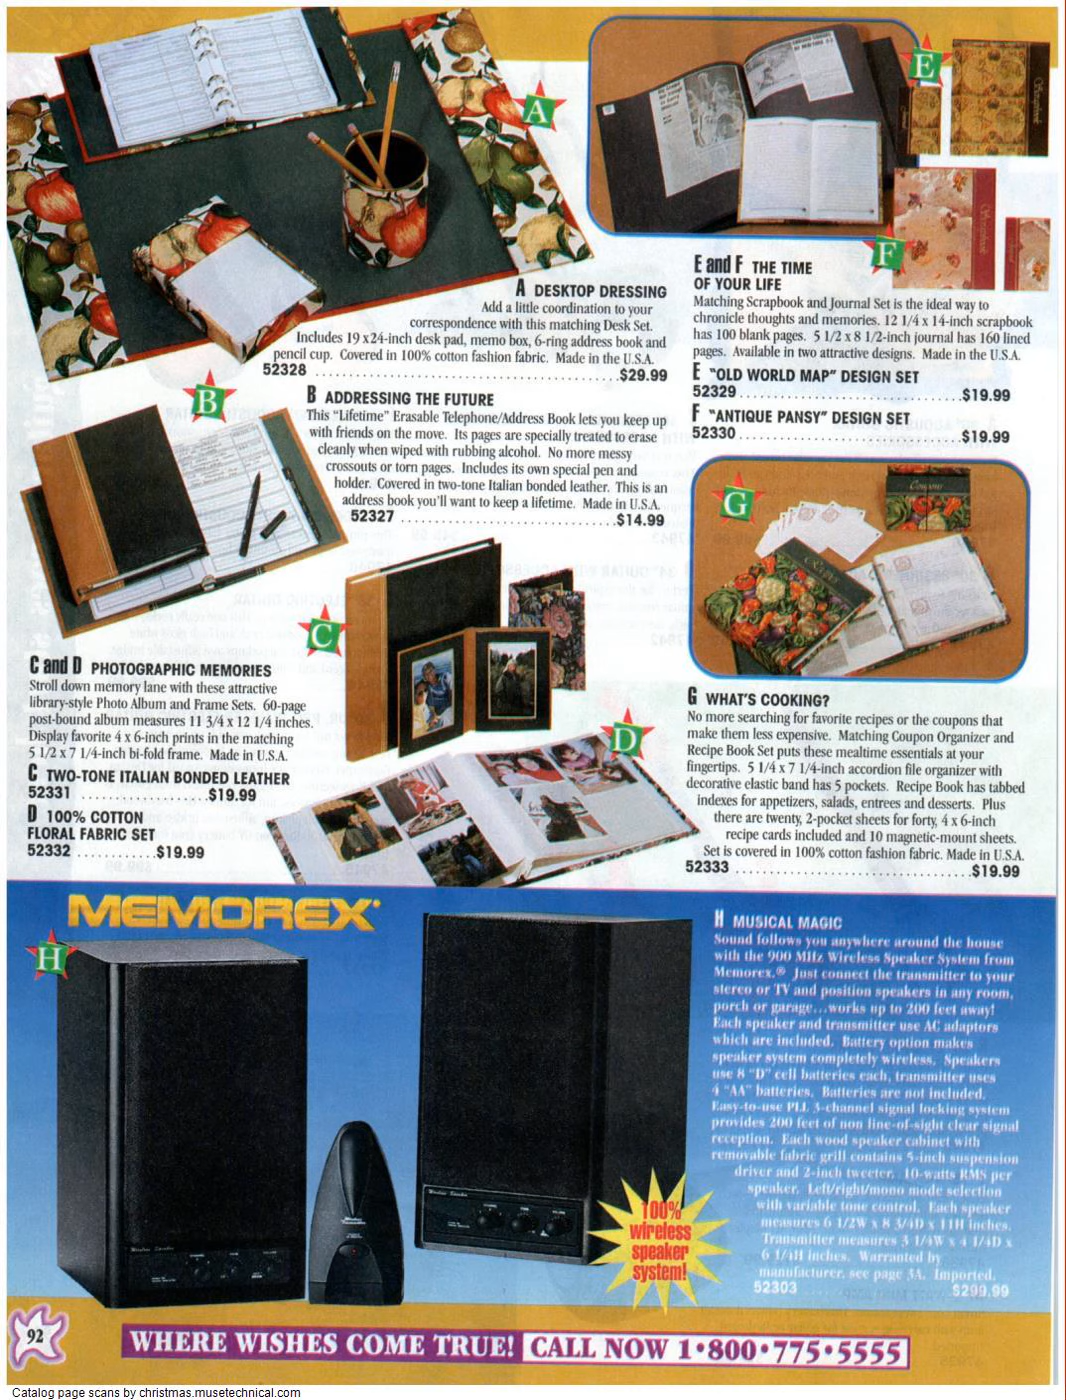 A
E
F
A DESKTOP DRESSING
Add a little coordination to your
correspondence with this matching Desk Set.
Includes 19 x24-inch desk pad, memo box, 6-ring address book and
pencil cup. Covered in 100% cotton fashion fabric. Made in the U.S.A.
52328 ..........................................$29.99
E and F THE TIME
OF YOUR LIFE
Matching Scrapbook and Journal Set is the ideal way to
chronicle thoughts and memories. 12 1/4 x 14-inch scrapbook
has 100 blank pages. 5 1/2 x 8 1/2-inch journal has 160 lined
pages. Available in two attractive designs. Made in the U.S.A.
E "OLD WORLD MAP" DESIGN SET
52329 ..............................$19.99
F "ANTIQUE PANSY" DESIGN SET
52330 ..............................$19.99
B
B ADDRESSING THE FUTURE
This "Lifetime" Erasable Telephone/Address Book lets you keep up
with friends on the move. Its pages are specially treated to erase
cleanly when wiped with rubbing alcohol. No more messy
crossouts or torn pages. Includes its own special pen and
holder. Covered in two-tone Italian bonded leather. This is an
address book you'll want to keep a lifetime. Made in U.S.A.
52327 ..............................$14.99
G
Coupons
Recipes
C
C and D PHOTOGRAPHIC MEMORIES
Stroll down memory lane with these attractive
library-style Photo Album and Frame Sets. 60-page
post-bound album measures 11 3/4 x 12 1/4 inches.
Display favorite 4 x 6-inch prints in the matching
5 1/2 x 7 1/4-inch bi-fold frame. Made in U.S.A.
C TWO-TONE ITALIAN BONDED LEATHER
52331 ..................$19.99
D 100% COTTON
FLORAL FABRIC SET
52332 ............$19.99
D
G WHAT'S COOKING?
No more searching for favorite recipes or the coupons that
make them less expensive. Matching Coupon Organizer and
Recipe Book Set puts these mealtime essentials at your
fingertips. 5 1/4 x 7 1/4-inch accordion file organizer with
decorative elastic band has 5 pockets. Recipe Book has tabbed
indexes for appetizers, salads, entrees and desserts. Plus
there are twenty, 2-pocket sheets for forty, 4 x 6-inch
recipe cards included and 10 magnetic-mount sheets.
Set is covered in 100% cotton fashion fabric. Made in U.S.A.
52333 ................................$19.99
MEMOREX
H
H MUSICAL MAGIC
Sound follows you anywhere around the house
with the 900 MHz Wireless Speaker System from
Memorex.® Just connect the transmitter to your
stereo or TV and position speakers in any room,
porch or garage...works up to 200 feet away!
Each speaker and transmitter use AC adaptors
which are included. Battery option makes
speaker system completely wireless. Speakers
use 8 "D" cell batteries each, transmitter uses
4 "AA" batteries. Batteries are not included.
Easy-to-use PLL 3-channel signal locking system
provides 200 feet of non line-of-sight clear signal
reception. Each wood speaker cabinet with
removable fabric grill contains 5-inch suspension
driver and 2-inch tweeter. 10-watts RMS per
speaker. Left/right/mono mode selection
with variable tone control. Each speaker
measures 6 1/2W x 8 3/4D x 11H inches.
Transmitter measures 3 1/4W x 4 1/4D x
6 1/4H inches. Warranted by
manufacturer, see page 3A. Imported.
52303 ..................$299.99
100%
wireless
speaker
system!
Wireless Speaker
Wireless Speaker
92
WHERE WISHES COME TRUE! CALL NOW 1•800•775•5555
Catalog page scans by christmas.musetechnical.com